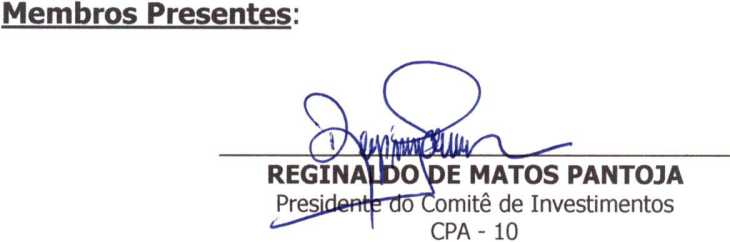 Membros Presentes:
REGINALDO DE MATOS PANTOJA
Presidente do Comitê de Investimentos
CPA - 10